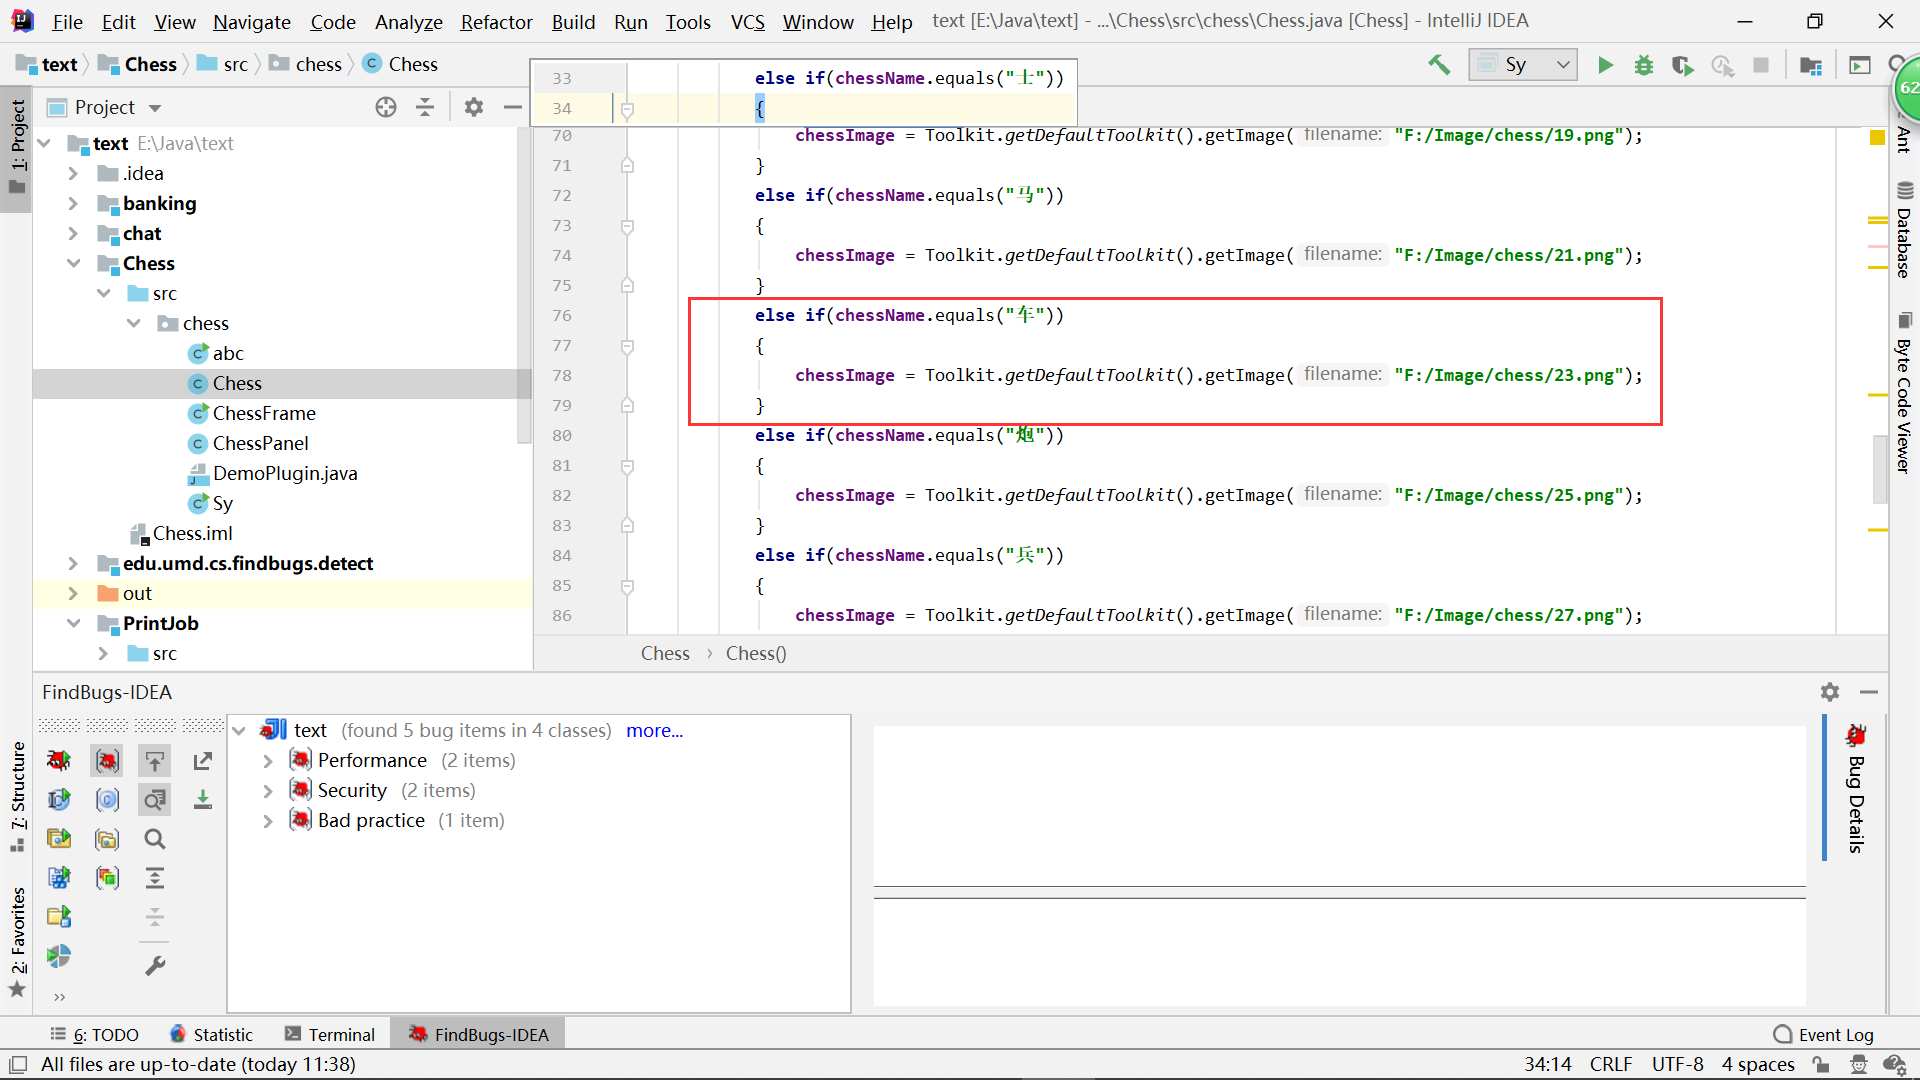 File Edit View Navigate Code Analyze Refactor Build Run Tools VCS Window Help text [E:\Java\text] - ...\Chess\src\chess\Chess.java [Chess] - IntelliJ IDEA
text Chess src chess Chess
Sy
62
Project
1: Project
text E:\Java\text
.idea
banking
chat
Chess
src
chess
abc
Chess
ChessFrame
ChessPanel
DemoPlugin.java
Sy
Chess.iml
edu.umd.cs.findbugs.detect
out
PrintJob
src
33 else if(chessName.equals("士"))
34 {
70 chessImage = Toolkit.getDefaultToolkit().getImage( filename: "F:/Image/chess/19.png");
71 }
72 else if(chessName.equals("马"))
73 {
74 chessImage = Toolkit.getDefaultToolkit().getImage( filename: "F:/Image/chess/21.png");
75 }
76 else if(chessName.equals("车"))
77 {
78 chessImage = Toolkit.getDefaultToolkit().getImage( filename: "F:/Image/chess/23.png");
79 }
80 else if(chessName.equals("炮"))
81 {
82 chessImage = Toolkit.getDefaultToolkit().getImage( filename: "F:/Image/chess/25.png");
83 }
84 else if(chessName.equals("兵"))
85 {
86 chessImage = Toolkit.getDefaultToolkit().getImage( filename: "F:/Image/chess/27.png");
Chess › Chess()
Ant
Database
Byte Code Viewer
FindBugs-IDEA
7: Structure
2: Favorites
text (found 5 bug items in 4 classes) more...
Performance (2 items)
Security (2 items)
Bad practice (1 item)
Bug Details
6: TODO Statistic Terminal FindBugs-IDEA Event Log
All files are up-to-date (today 11:38) 34:14 CRLF UTF-8 4 spaces